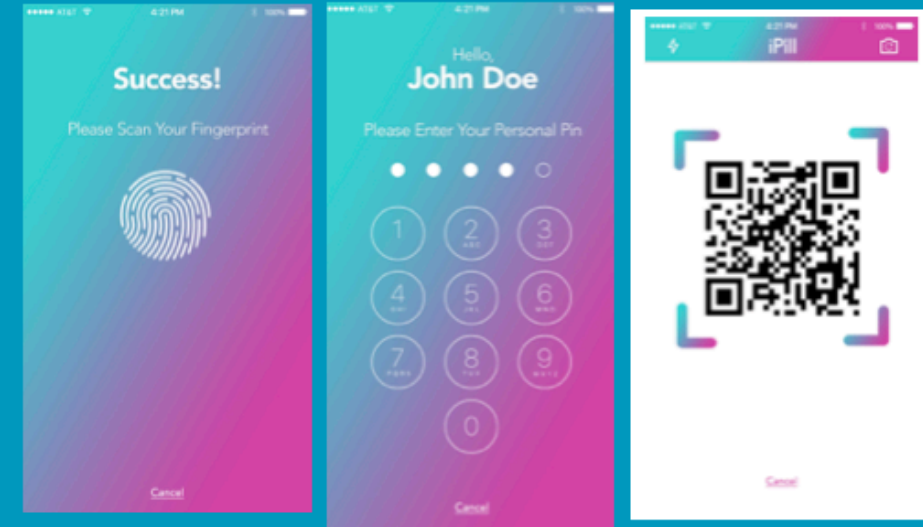 AT&T 4:21 PM 100%
Success!
Please Scan Your Fingerprint
Cancel
AT&T 4:21 PM 100%
Hello,
John Doe
Please Enter Your Personal Pin
1
2
3
ABC
4
5
6
7
8
9
0
Cancel
AT&T 4:21 PM 100%
iPill
Cancel